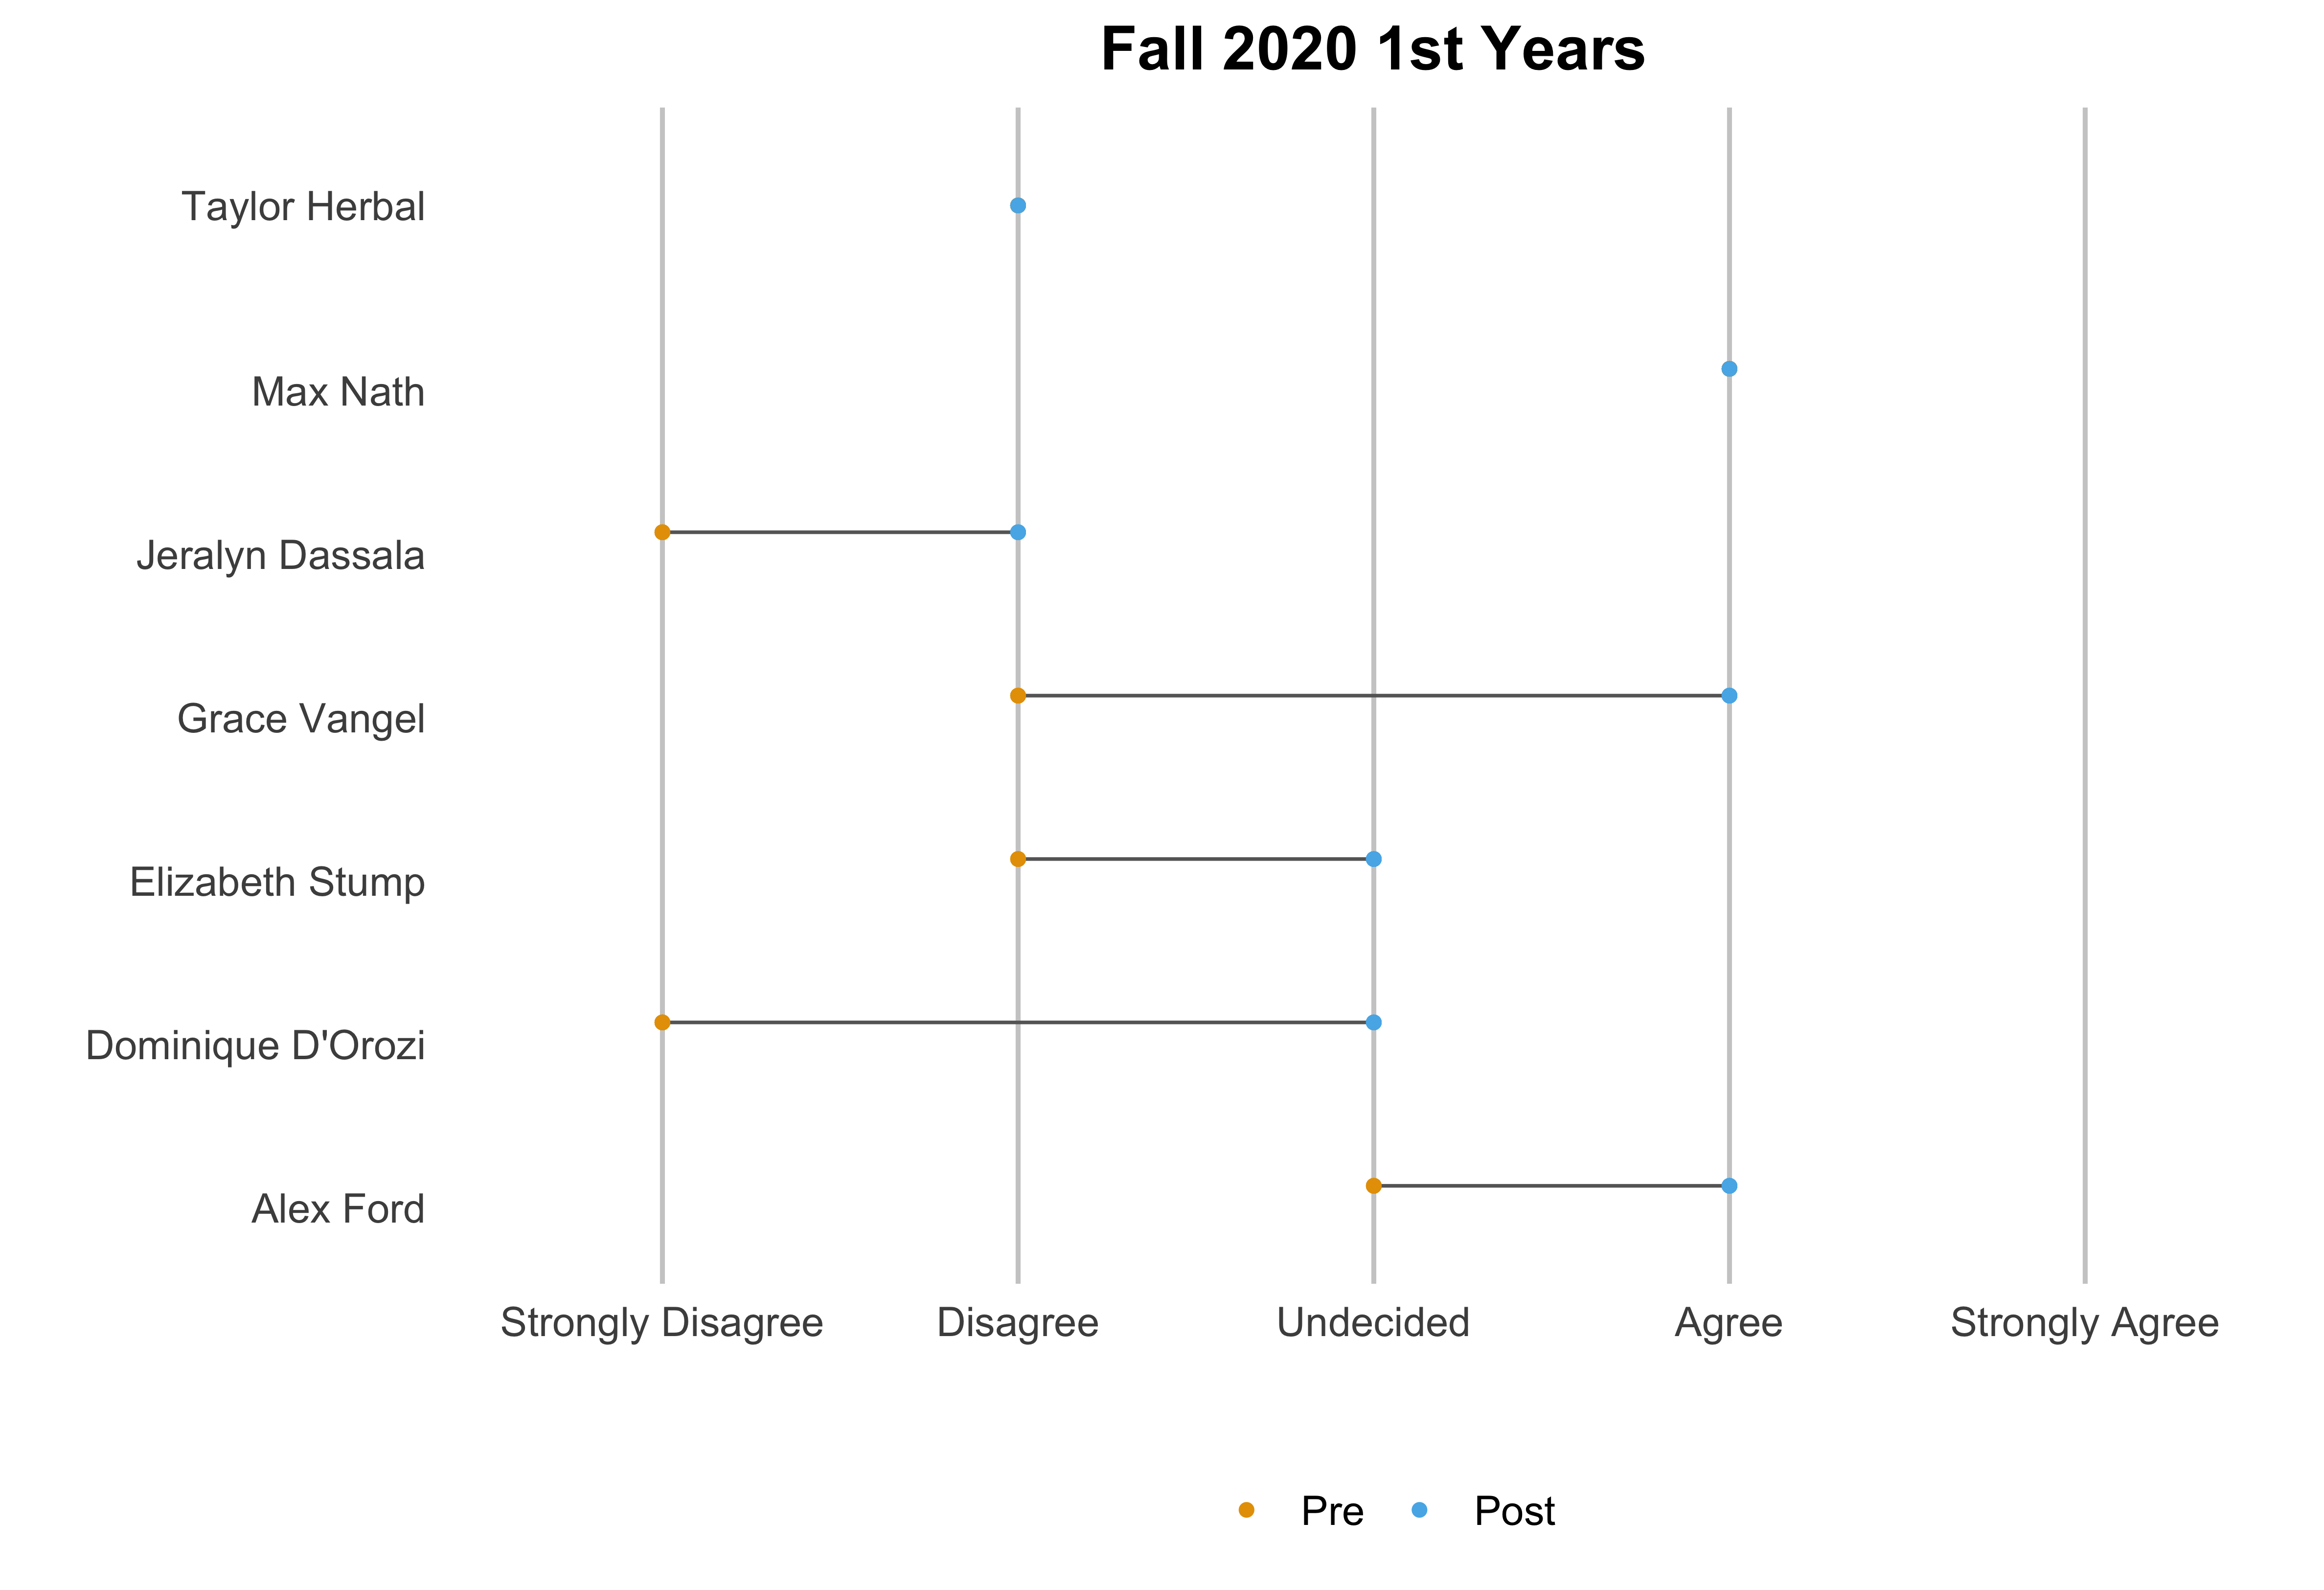 Fall 2020 1st Years
Taylor Herbal
Max Nath
Jeralyn Dassala
Grace Vangel
Elizabeth Stump
Dominique D'Orozi
Alex Ford
Strongly Disagree Disagree Undecided Agree Strongly Agree
Pre Post